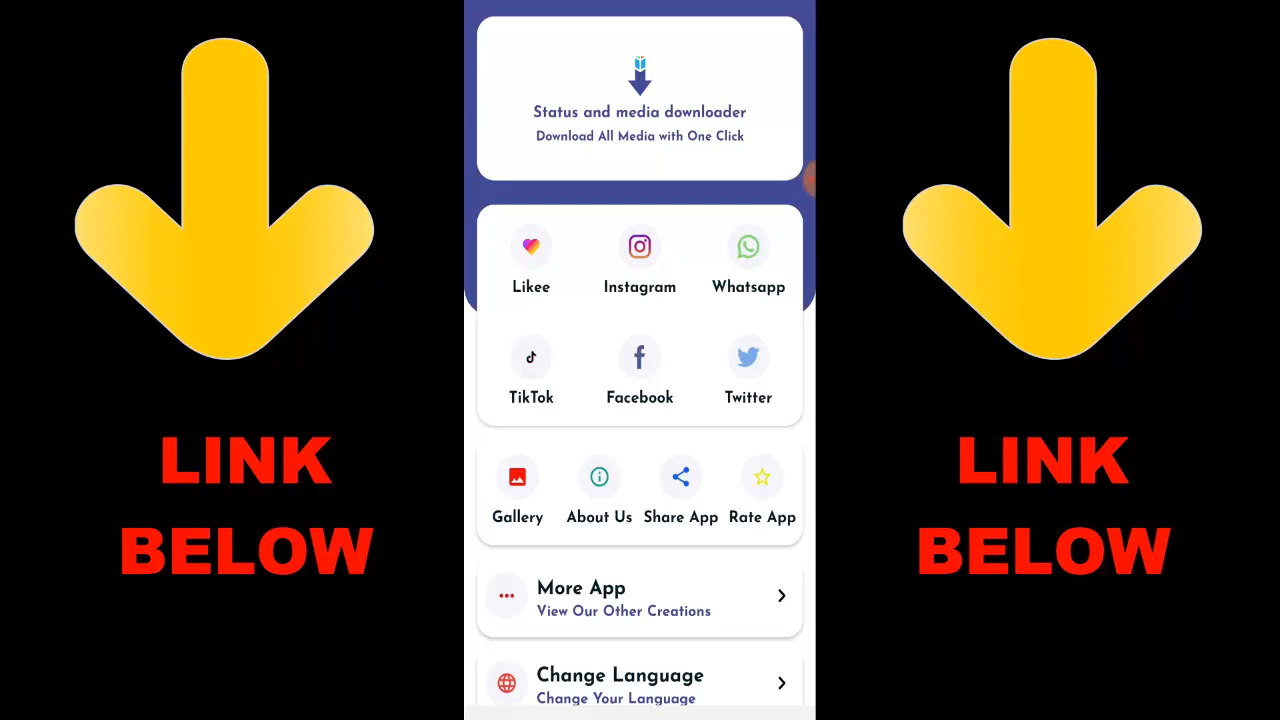 Status and media downloader
Download All Media with One Click
Likee
Instagram
Whatsapp
TikTok
Facebook
Twitter
Gallery
About Us
Share App
Rate App
More App
View Our Other Creations
Change Language
Change Your Language
LINK
BELOW
LINK
BELOW